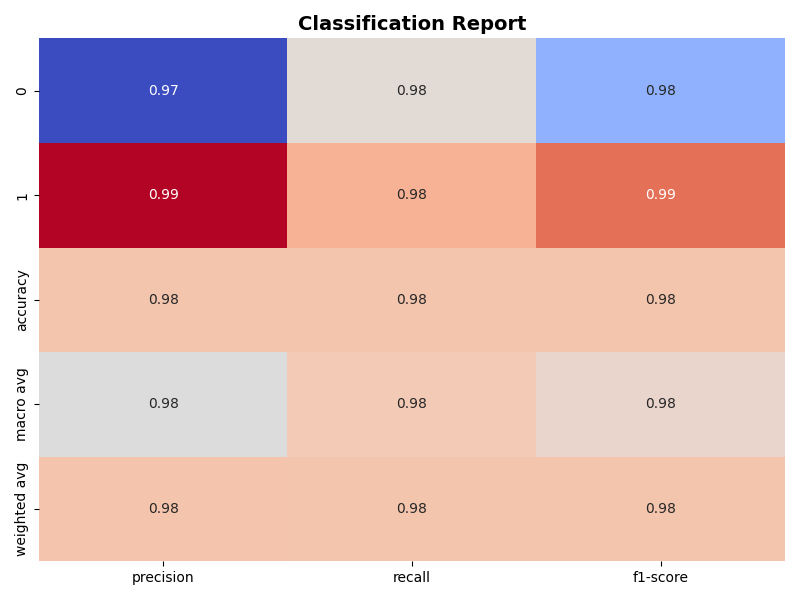 Classification Report
0 0.97 0.98 0.98
1 0.99 0.98 0.99
accuracy 0.98 0.98 0.98
macro avg 0.98 0.98 0.98
weighted avg 0.98 0.98 0.98
precision recall f1-score